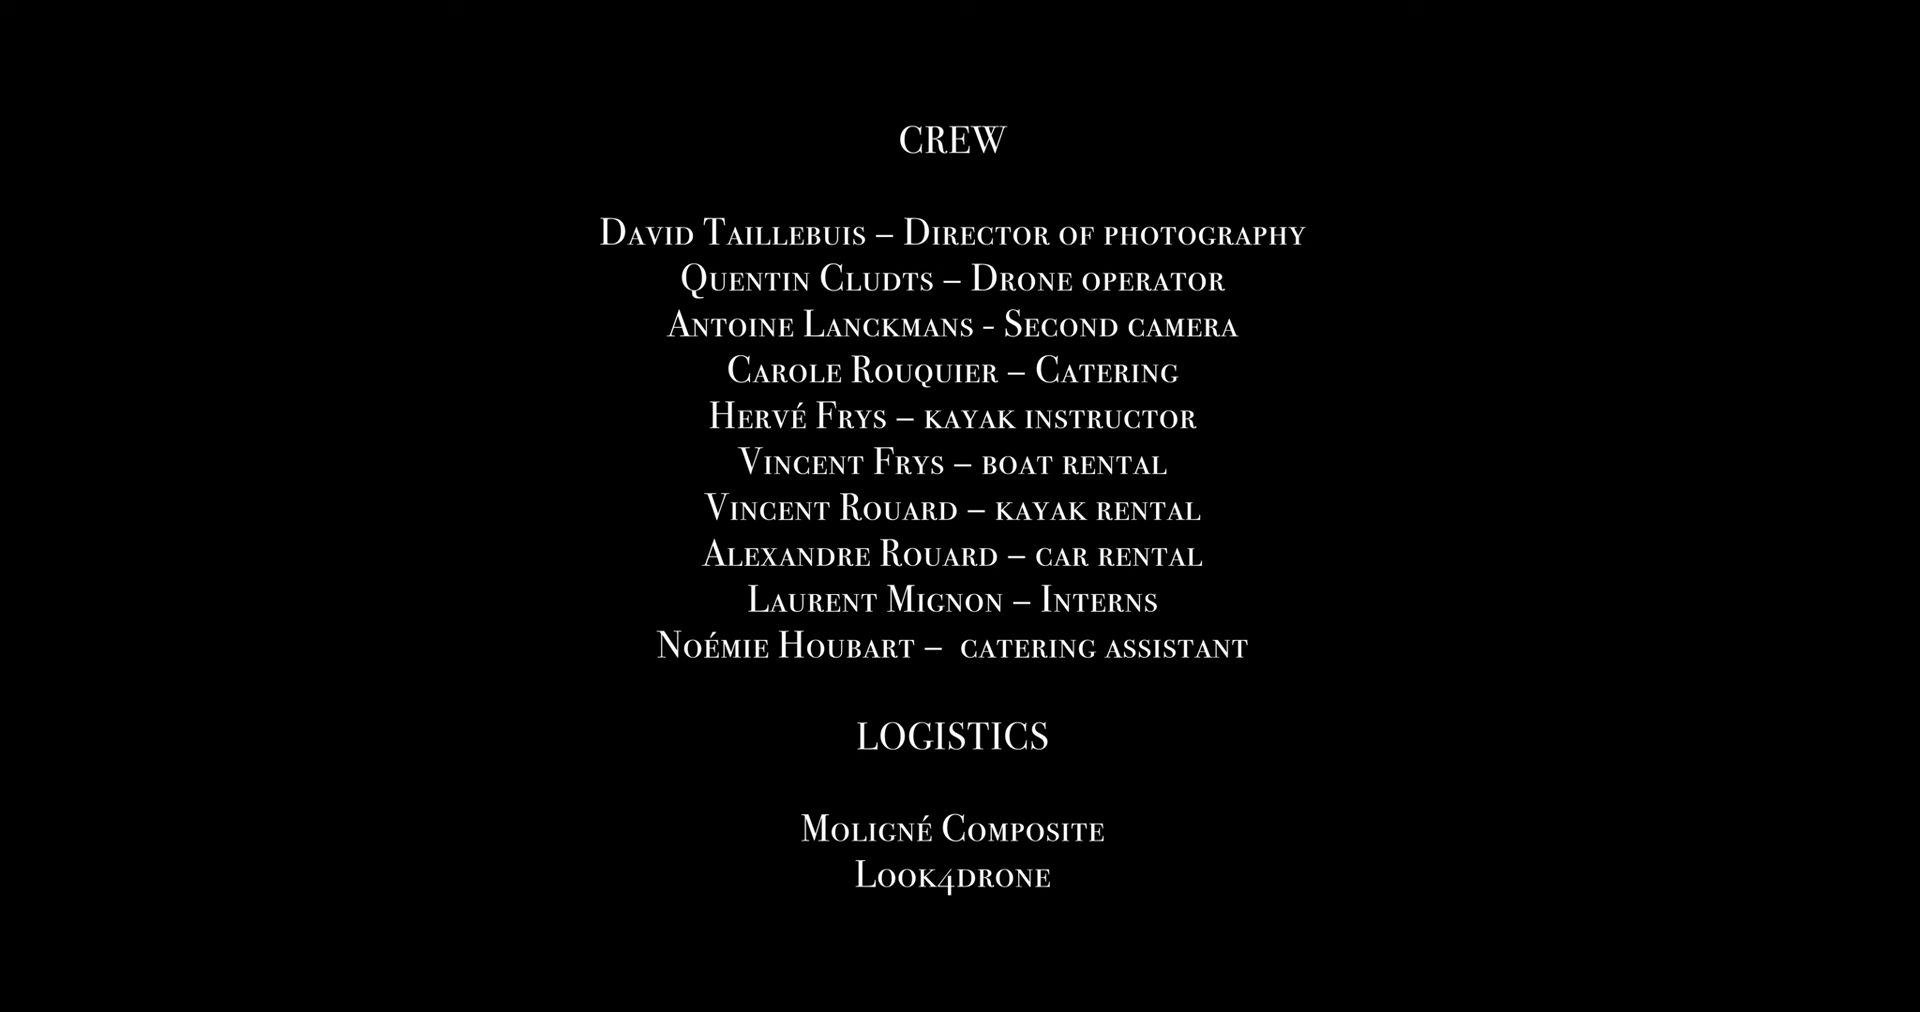 CREW
David Taillebuis – Director of photography
Quentin Cludts – Drone operator
Antoine Lanckmans - Second camera
Carole Rouquier – Catering
Hervé Frys – kayak instructor
Vincent Frys – boat rental
Vincent Rouard – kayak rental
Alexandre Rouard – car rental
Laurent Mignon – Interns
Noémie Houbart –  catering assistant
LOGISTICS
Moligné Composite
Look4drone